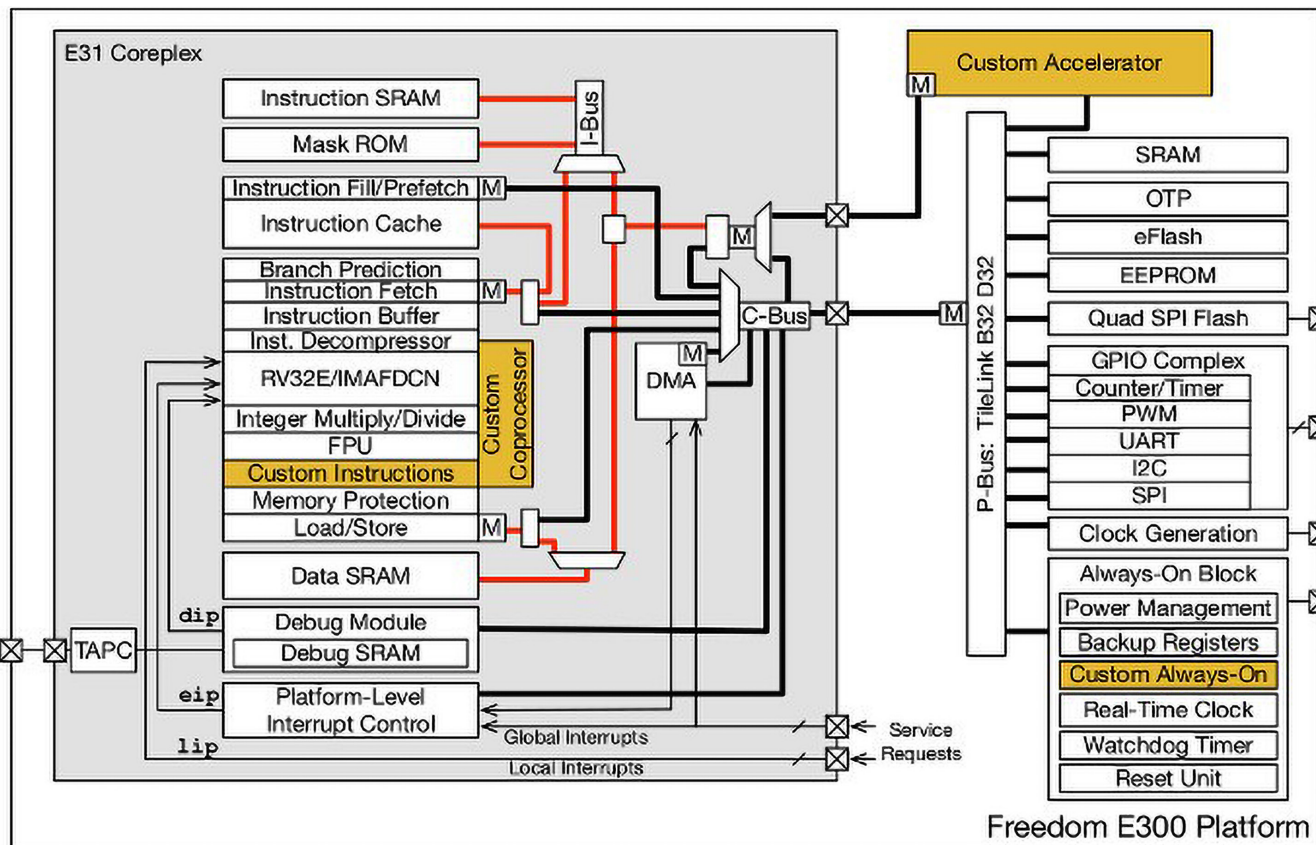 E31 Coreplex
Instruction SRAM
Mask ROM
I-Bus
Instruction Fill/Prefetch M
Instruction Cache
Branch Prediction
Instruction Fetch M
Instruction Buffer
Inst. Decompressor
RV32E/IMAFDCN
Integer Multiply/Divide
FPU
Custom Instructions
Custom
Coprocessor
Memory Protection
Load/Store M
Data SRAM
dip
Debug Module
Debug SRAM
TAPC
eip
Platform-Level
Interrupt Control
lip
Global Interrupts
Local Interrupts
M
C-Bus
M
DMA
Service
Requests
Custom Accelerator
M
M
P-Bus: TileLink B32 D32
SRAM
OTP
eFlash
EEPROM
Quad SPI Flash
GPIO Complex
Counter/Timer
PWM
UART
I2C
SPI
Clock Generation
Always-On Block
Power Management
Backup Registers
Custom Always-On
Real-Time Clock
Watchdog Timer
Reset Unit
Freedom E300 Platform